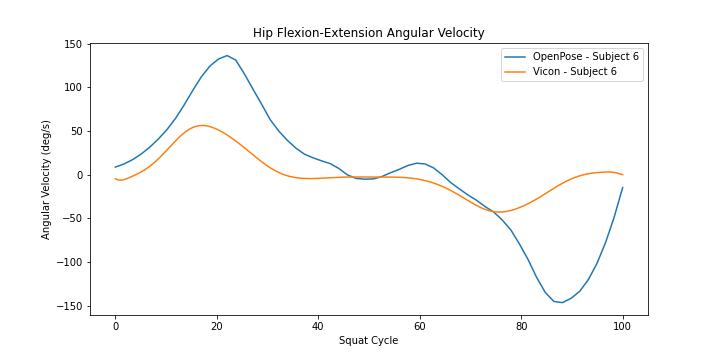 Hip Flexion-Extension Angular Velocity
OpenPose - Subject 6
Vicon - Subject 6
Angular Velocity (deg/s)
150
100
50
0
−50
−100
−150
0
20
40
60
80
100
Squat Cycle